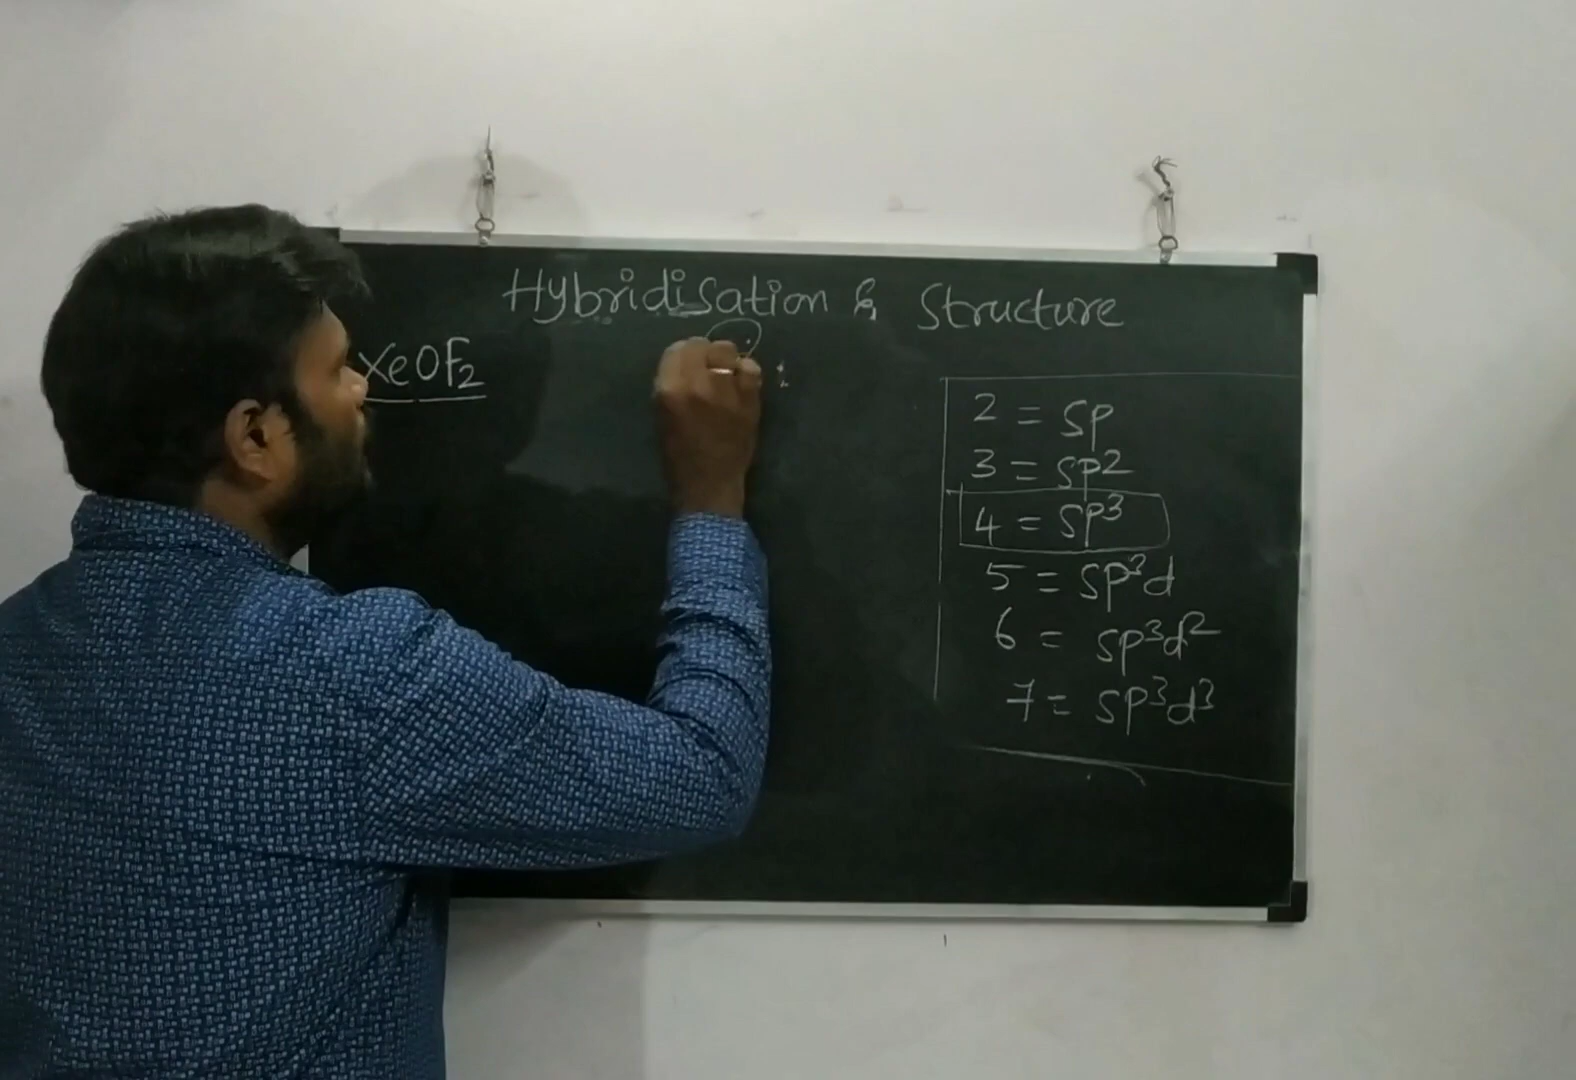 Hybridisation & Structure
XeOF₂
2 = sp
3 = sp2
4 = sp³
5 = sp³d
6 = sp³d²
7 = sp³d³